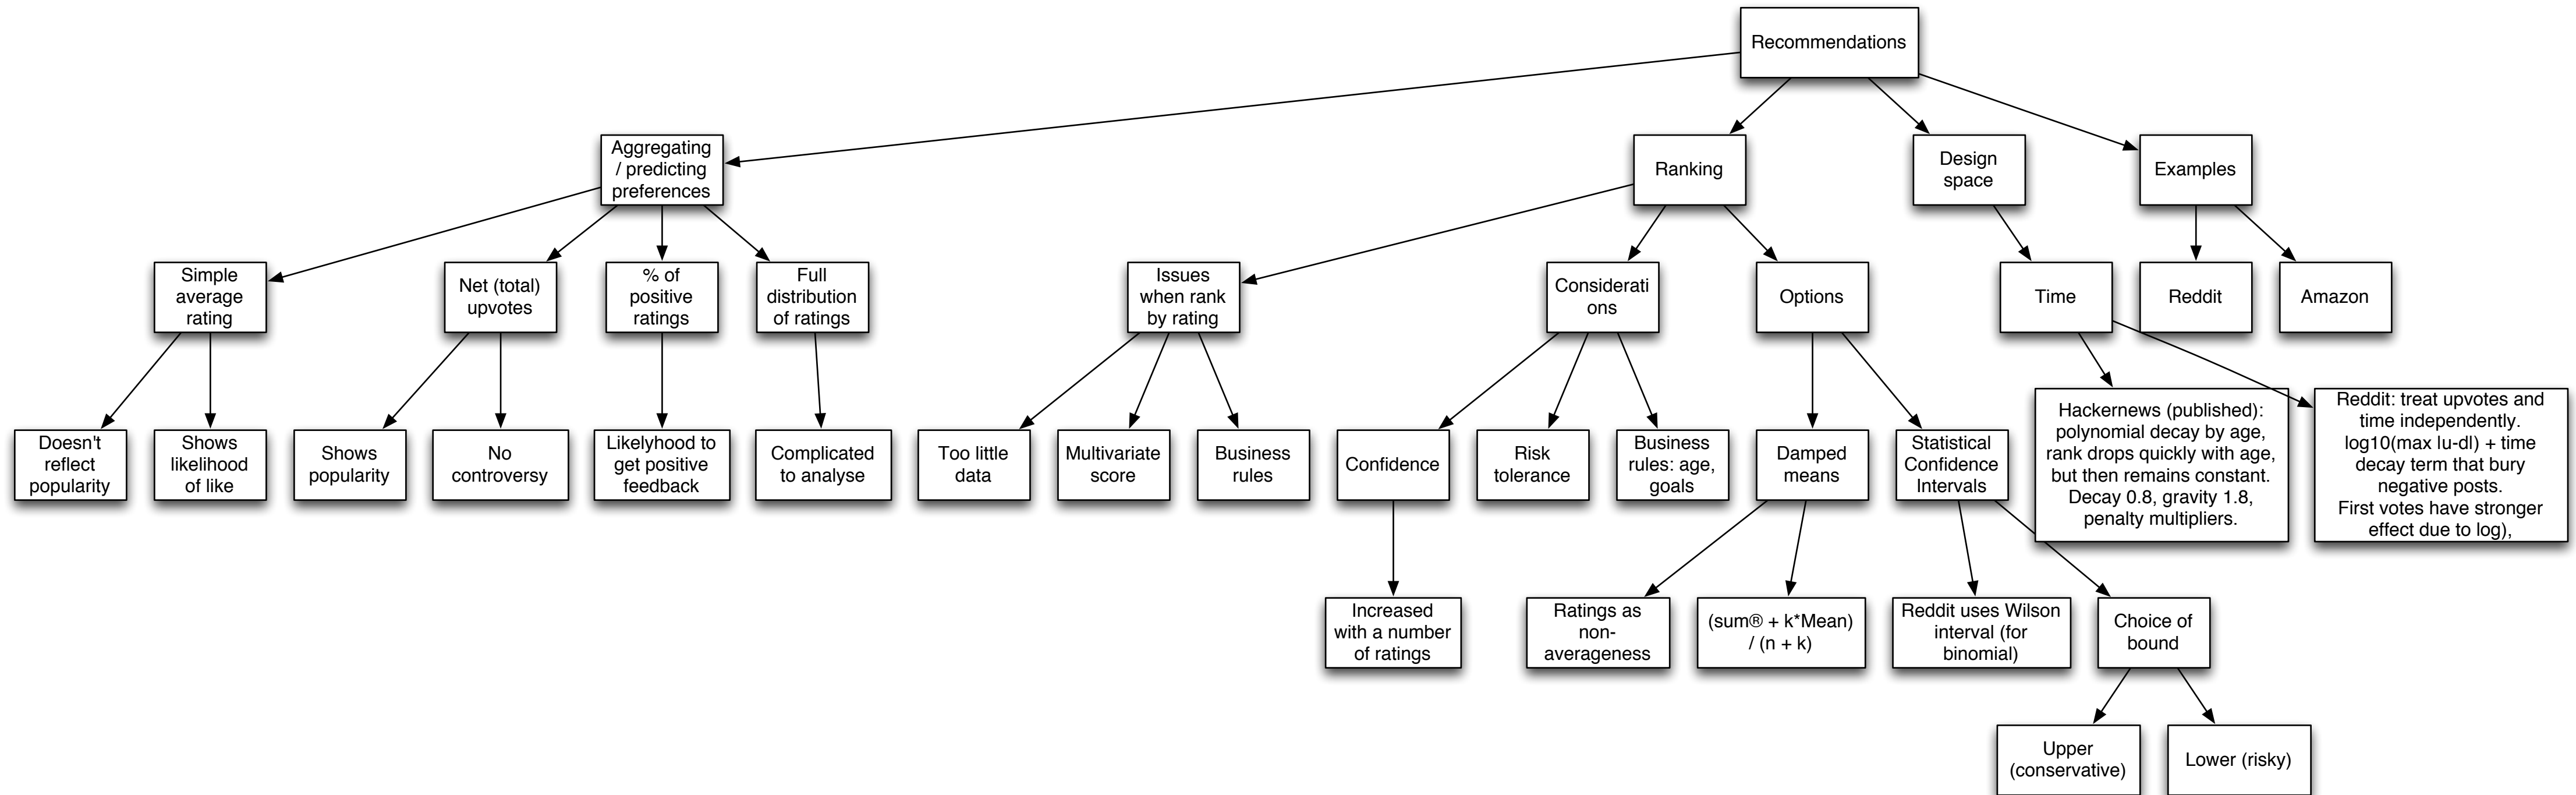 Recommendations
Aggregating
/ predicting
preferences
Ranking
Design
space
Examples
Simple
average
rating
Net (total)
upvotes
% of
positive
ratings
Full
distribution
of ratings
Issues
when rank
by rating
Considerati
ons
Options
Time
Reddit
Amazon
Doesn't
reflect
popularity
Shows
likelihood
of like
Shows
popularity
No
controversy
Likelyhood to
get positive
feedback
Complicated
to analyse
Too little
data
Multivariate
score
Business
rules
Confidence
Risk
tolerance
Business
rules: age,
goals
Damped
means
Statistical
Confidence
Intervals
Hackernews (published):
polynomial decay by age,
rank drops quickly with age,
but then remains constant.
Decay 0.8, gravity 1.8,
penalty multipliers.
Reddit: treat upvotes and
time independently.
log10(max lu-dl) + time
decay term that bury
negative posts.
First votes have stronger
effect due to log),
Increased
with a number
of ratings
Ratings as
non-
averageness
(sum® + k*Mean)
/ (n + k)
Reddit uses Wilson
interval (for
binomial)
Choice of
bound
Upper
(conservative)
Lower (risky)